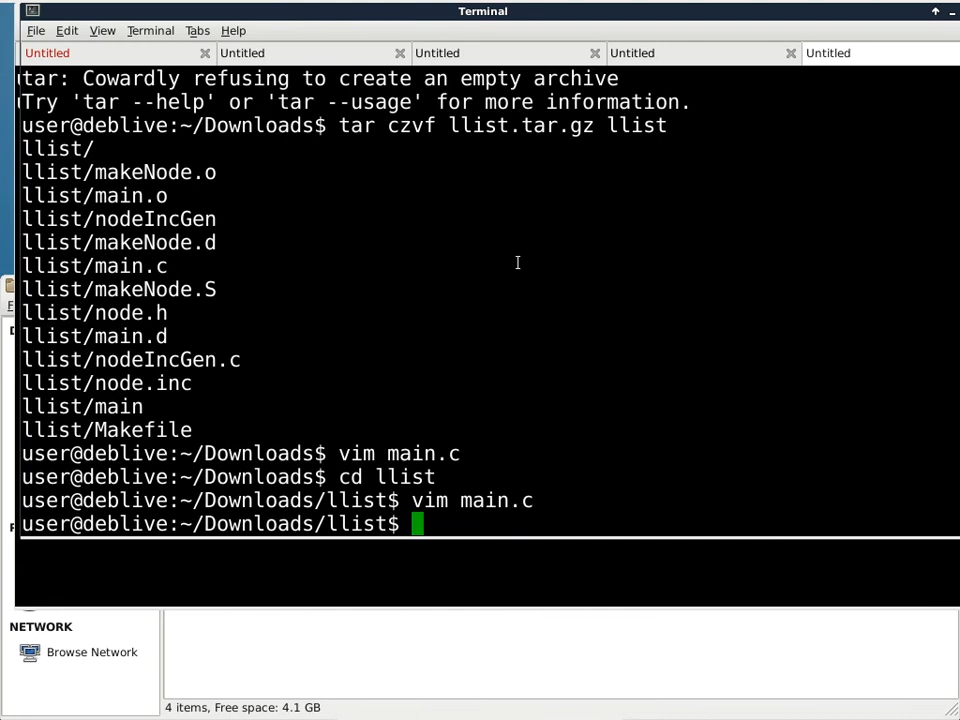 Terminal
File Edit View Terminal Tabs Help
Untitled Untitled Untitled Untitled Untitled
tar: Cowardly refusing to create an empty archive
Try 'tar --help' or 'tar --usage' for more information.
user@deblive:~/Downloads$ tar czvf llist.tar.gz llist
llist/
llist/makeNode.o
llist/main.o
llist/nodeIncGen
llist/makeNode.d
llist/main.c
llist/makeNode.S
llist/node.h
llist/main.d
llist/nodeIncGen.c
llist/node.inc
llist/main
llist/Makefile
user@deblive:~/Downloads$ vim main.c
user@deblive:~/Downloads$ cd llist
user@deblive:~/Downloads/llist$ vim main.c
user@deblive:~/Downloads/llist$
NETWORK
Browse Network
4 items, Free space: 4.1 GB